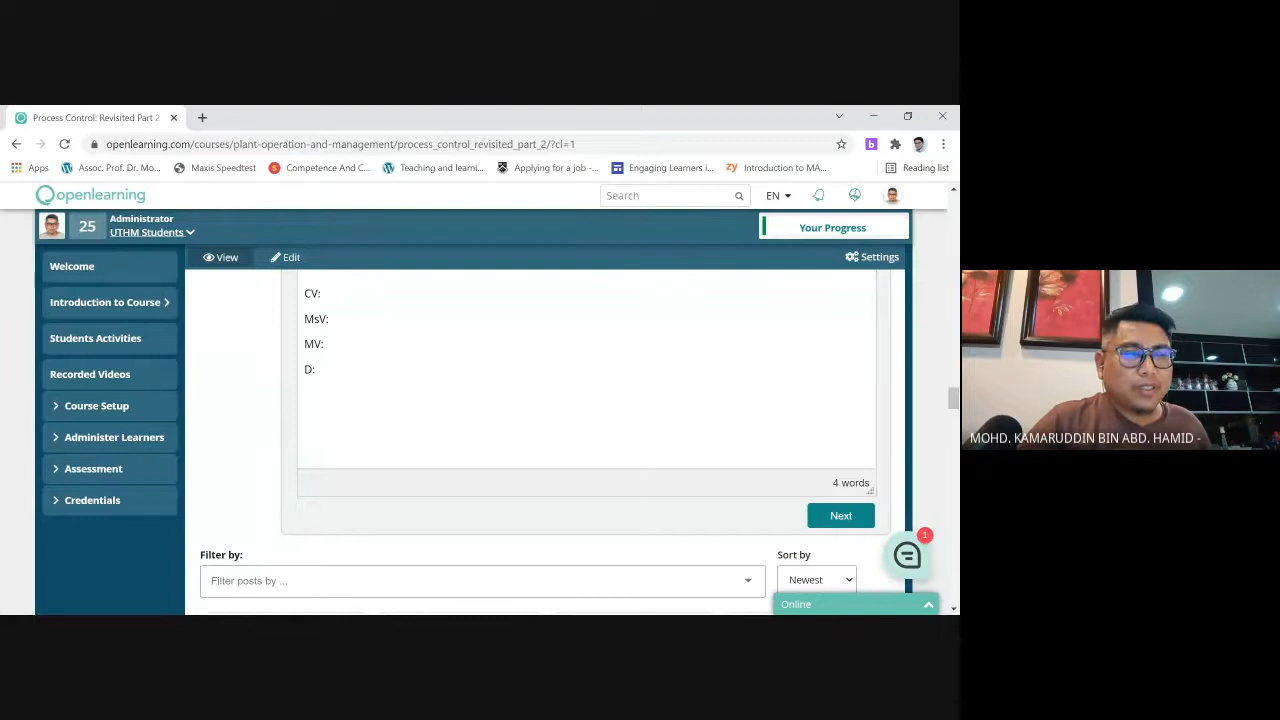 Process Control: Revisited Part 2
openlearning.com/courses/plant-operation-and-management/process_control_revisited_part_2/?cl=1
Apps
Assoc. Prof. Dr. Mo...
Maxis Speedtest
Competence And C...
Teaching and learni...
Applying for a job -...
Engaging Learners i...
zy Introduction to MA...
Reading list
openlearning
Search
EN
25
Administrator
UTHM Students
Your Progress
View
Edit
Settings
Welcome
Introduction to Course
Students Activities
Recorded Videos
Course Setup
Administer Learners
Assessment
Credentials
CV:
MsV:
MV:
D:
4 words
Next
1
Filter by:
Filter posts by ...
Sort by
Newest
Online
MOHD. KAMARUDDIN BIN ABD. HAMID -